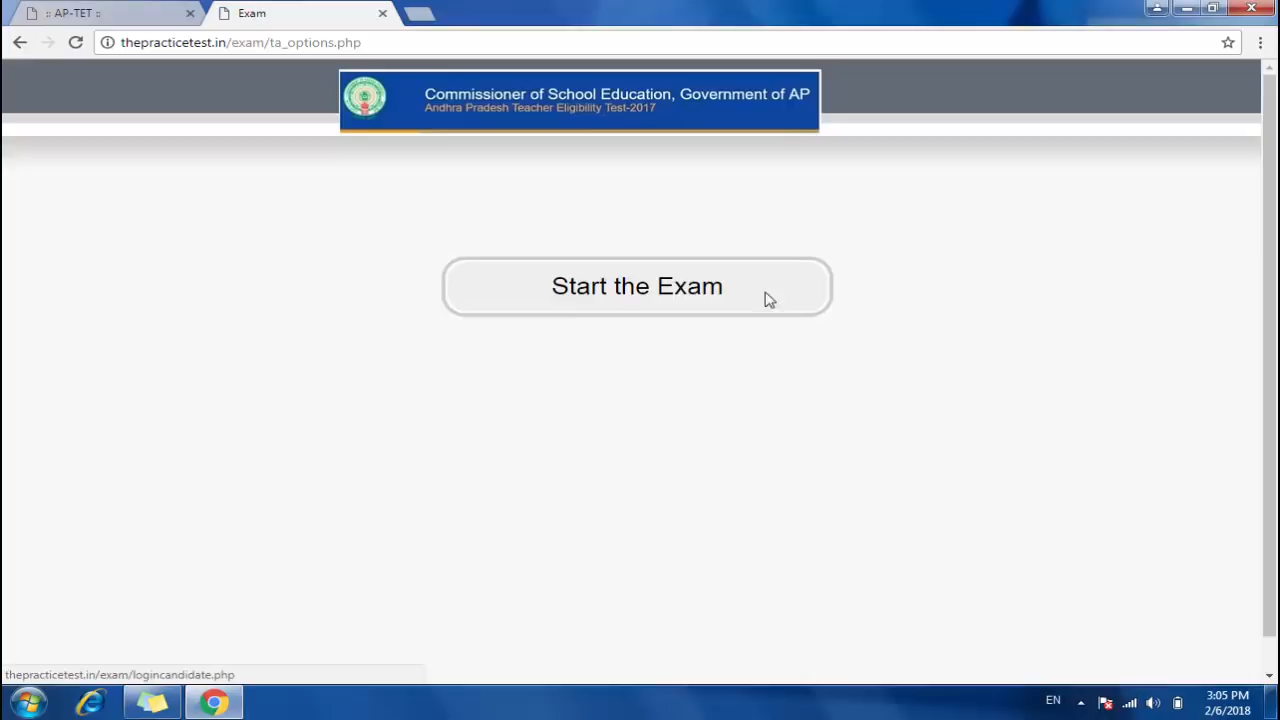 :: AP-TET ::
Exam
thepracticetest.in/exam/ta_options.php
Commissioner of School Education, Government of AP
Andhra Pradesh Teacher Eligibility Test-2017
Start the Exam
thepracticetest.in/exam/logincandidate.php
EN
3:05 PM
2/6/2018